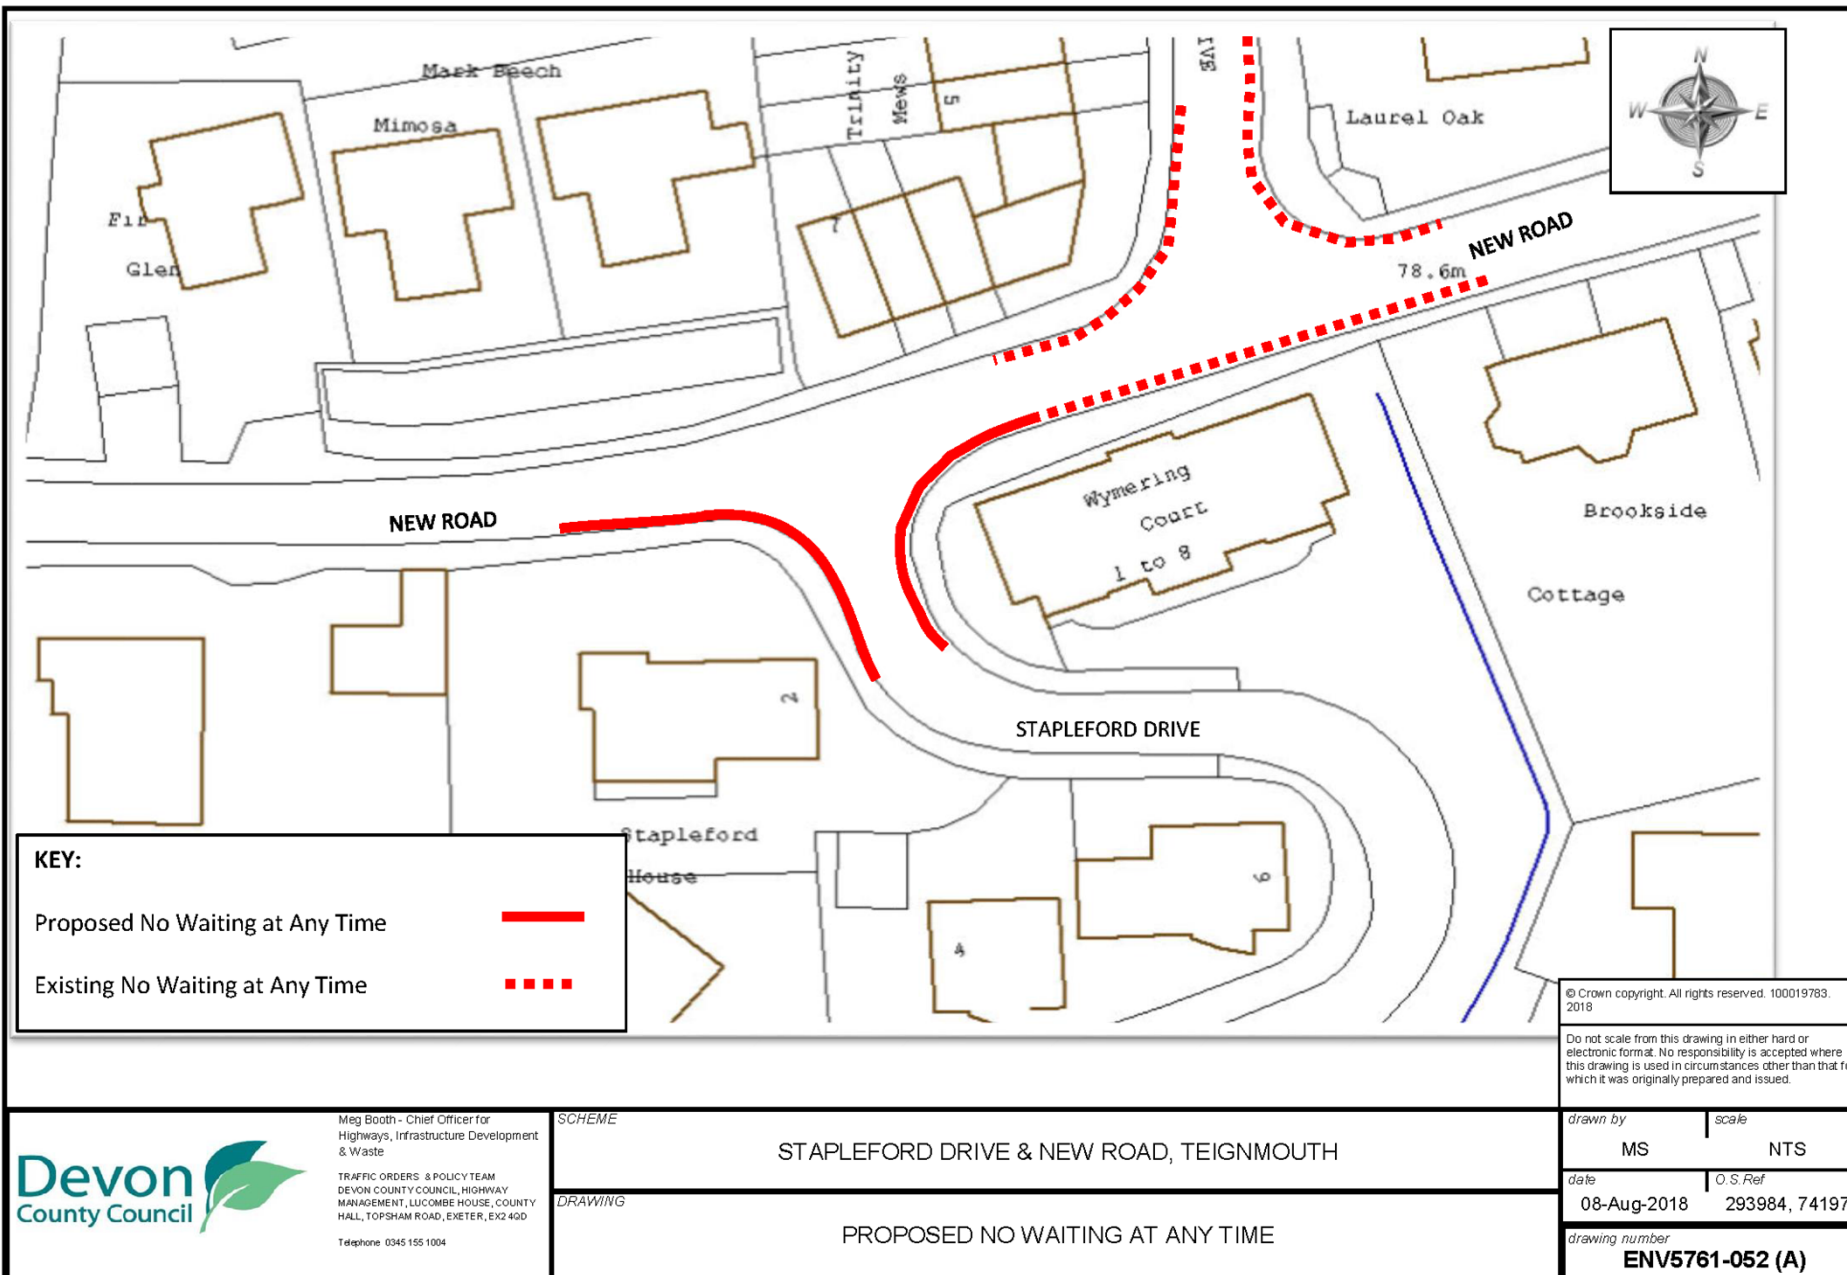 Mark Beech
Mimosa
Trinity
Mews
5
IVE
Laurel Oak
N
W
E
S
Glen
7
NEW ROAD
78.6m
Wymering
Court
1 to 8
NEW ROAD
Brookside
Cottage
2
STAPLEFORD DRIVE
Stapleford
House
6
4
KEY:
Proposed No Waiting at Any Time
Existing No Waiting at Any Time
© Crown copyright. All rights reserved. 100019783.
2018
Do not scale from this drawing in either hard or
electronic format. No responsibility is accepted where
this drawing is used in circumstances other than that fo
which it was originally prepared and issued.
Devon
County Council
Meg Booth - Chief Officer for
Highways, Infrastructure Development
& Waste
TRAFFIC ORDERS & POLICY TEAM
DEVON COUNTY COUNCIL, HIGHWAY
MANAGEMENT, LUCOMBE HOUSE, COUNTY
HALL, TOPSHAM ROAD, EXETER, EX2 4QD
Telephone 0345 155 1004
SCHEME
STAPLEFORD DRIVE & NEW ROAD, TEIGNMOUTH
DRAWING
PROPOSED NO WAITING AT ANY TIME
drawn by
MS
scale
NTS
date
08-Aug-2018
O.S.Ref
293984, 74197
drawing number
ENV5761-052 (A)